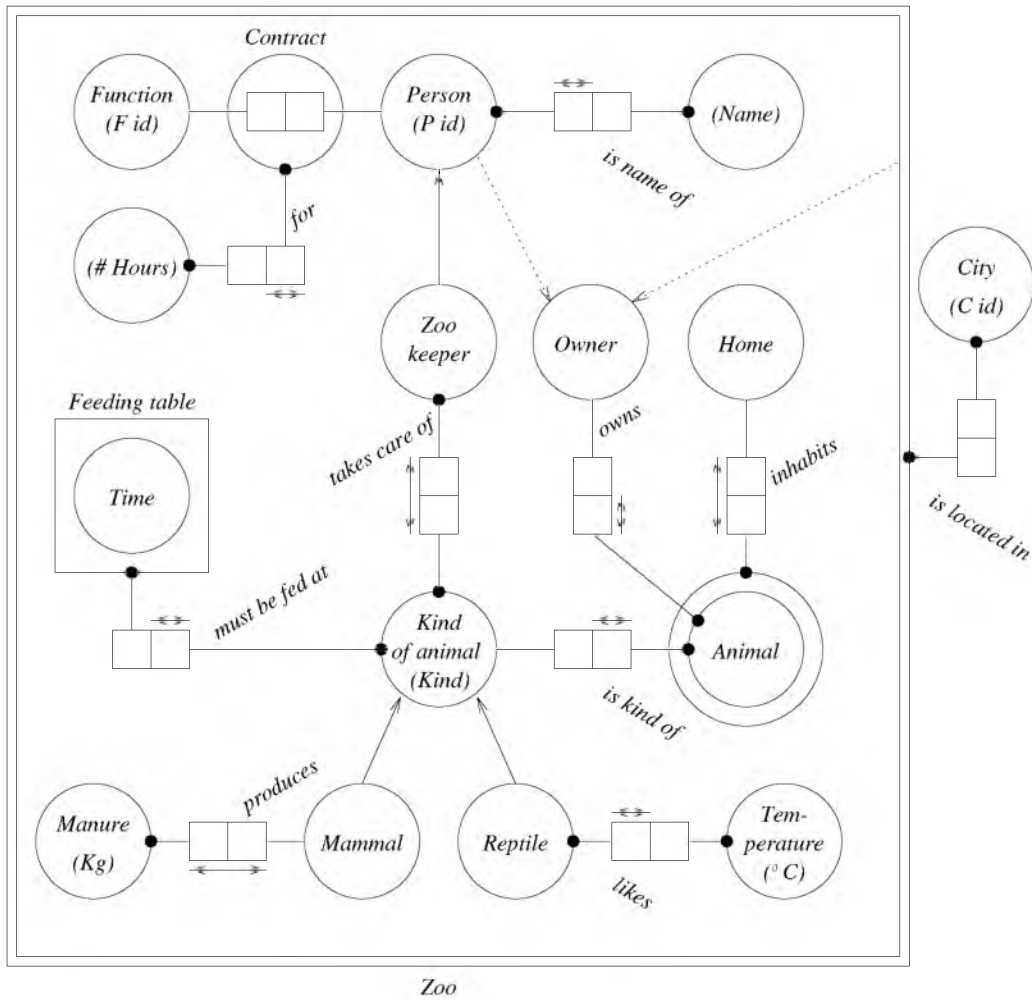 Contract
Function
(F id)
Person
(P id)
(Name)
is name of
for
(# Hours)
City
(C id)
Zoo
keeper
Owner
Home
Feeding table
Time
takes care of
owns
inhabits
is located in
must be fed at
Kind
of animal
(Kind)
Animal
is kind of
produces
Manure
(Kg)
Mammal
Reptile
Tem-
perature
(° C)
likes
Zoo